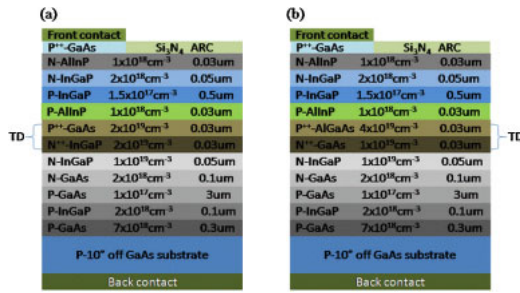 (a)
Front contact
P⁺⁺-GaAs Si₃N₄ ARC
N-AlInP 1x10¹⁸cm⁻³ 0.03um
N-InGaP 2x10¹⁸cm⁻³ 0.05um
P-InGaP 1.5x10¹⁷cm⁻³ 0.5um
P-AlInP 1x10¹⁸cm⁻³ 0.03um
TD
P⁺⁺-GaAs 2x10¹⁹cm⁻³ 0.03um
N⁺⁺-InGaP 2x10¹⁹cm⁻³ 0.03um
N-InGaP 1x10¹⁹cm⁻³ 0.05um
N-GaAs 2x10¹⁸cm⁻³ 0.1um
P-GaAs 1x10¹⁷cm⁻³ 3um
P-InGaP 2x10¹⁸cm⁻³ 0.1um
P-GaAs 7x10¹⁸cm⁻³ 0.3um
P-10° off GaAs substrate
Back contact
(b)
Front contact
P⁺⁺-GaAs Si₃N₄ ARC
N-AlInP 1x10¹⁸cm⁻³ 0.03um
N-InGaP 2x10¹⁸cm⁻³ 0.05um
P-InGaP 1.5x10¹⁷cm⁻³ 0.5um
P-AlInP 1x10¹⁸cm⁻³ 0.03um
P⁺⁺-AlGaAs 4x10¹⁹cm⁻³ 0.03um
N⁺⁺-GaAs 1x10¹⁹cm⁻³ 0.03um
TD
N-InGaP 1x10¹⁹cm⁻³ 0.05um
N-GaAs 2x10¹⁸cm⁻³ 0.1um
P-GaAs 1x10¹⁷cm⁻³ 3um
P-InGaP 2x10¹⁸cm⁻³ 0.1um
P-GaAs 7x10¹⁸cm⁻³ 0.3um
P-10° off GaAs substrate
Back contact